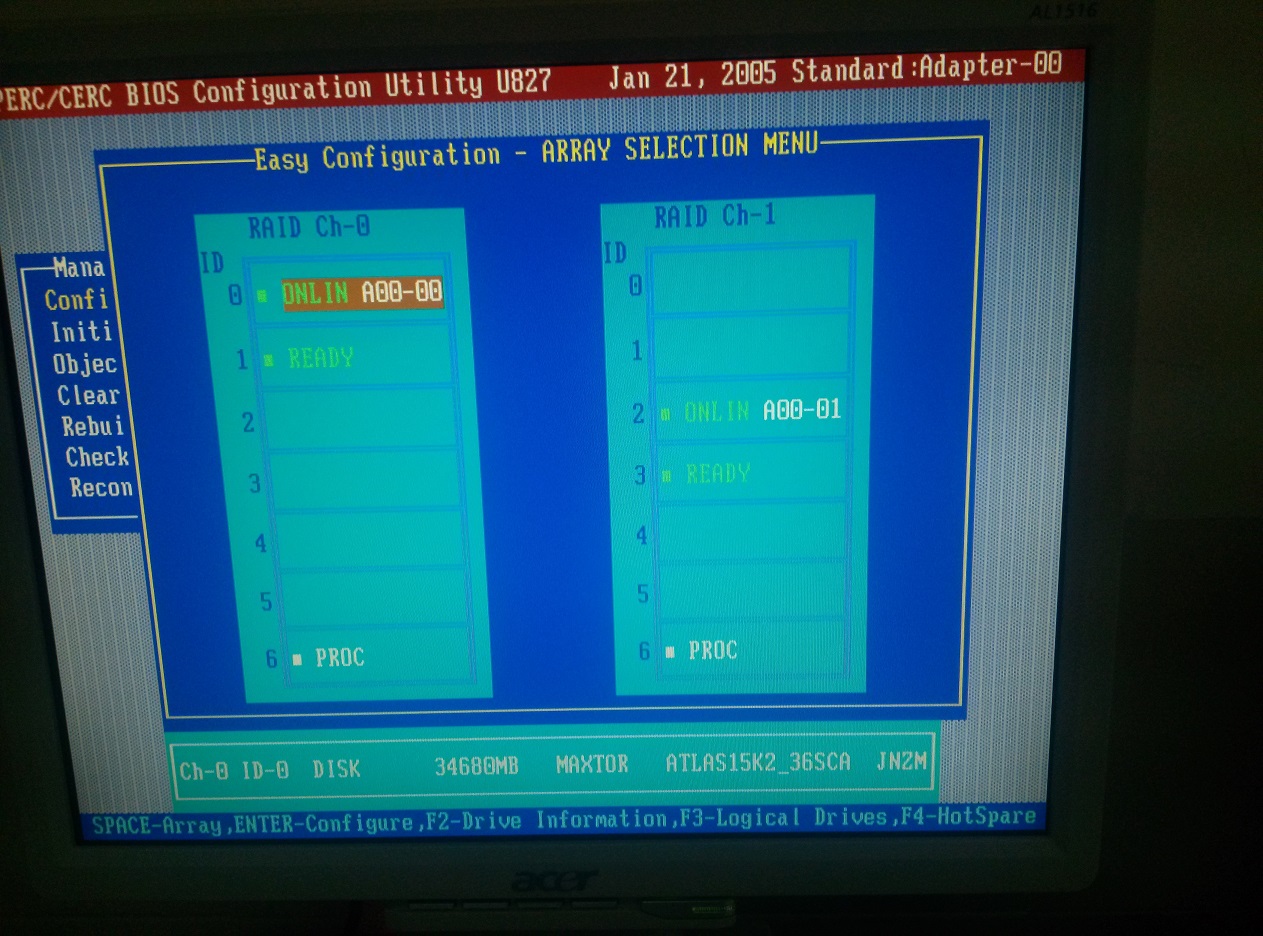 AL1516
PERC/CERC BIOS Configuration Utility U827 Jan 21, 2005 Standard:Adapter-00
Easy Configuration - ARRAY SELECTION MENU
RAID Ch-0 RAID Ch-1
ID ID
Mana
Confi
Initi
Objec
Clear
Rebui
Check
Recon
0 ONLIN A00-00 0
1 READY 1
2 2 ONLIN A00-01
3 3 READY
4 4
5 5
6 PROC 6 PROC
Ch-0 ID-0 DISK 34680MB MAXTOR ATLAS15K2_36SCA JNZM
SPACE-Array,ENTER-Configure,F2-Drive Information,F3-Logical Drives,F4-HotSpare
acer